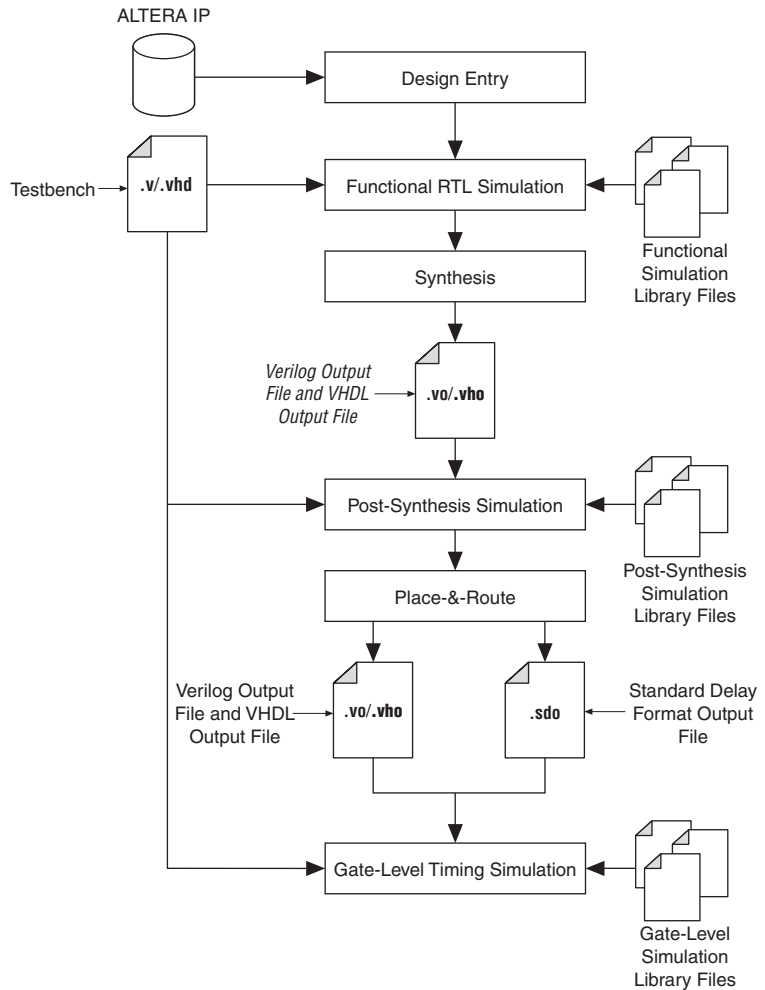 ALTERA IP
Design Entry
Testbench
.v/.vhd
Functional RTL Simulation
Functional
Simulation
Library Files
Synthesis
Verilog Output
File and VHDL
Output File
.vo/.vho
Post-Synthesis Simulation
Post-Synthesis
Simulation
Library Files
Place-&-Route
Verilog Output
File and VHDL
Output File
.vo/.vho
.sdo
Standard Delay
Format Output
File
Gate-Level Timing Simulation
Gate-Level
Simulation
Library Files